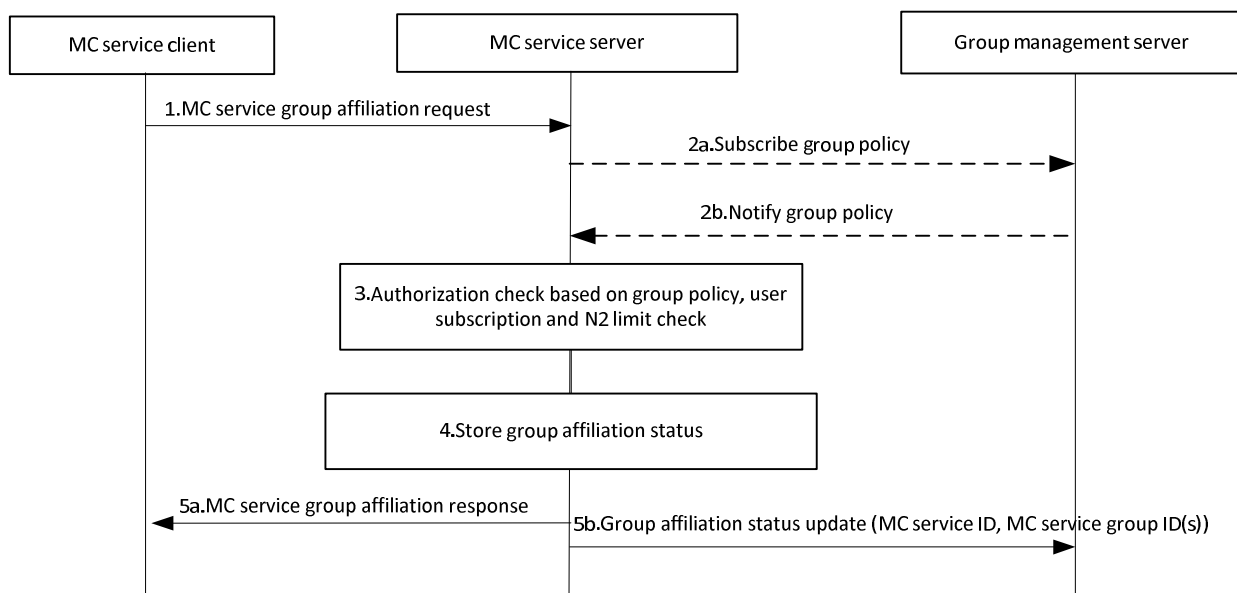 MC service client
MC service server
Group management server
1.MC service group affiliation request
2a.Subscribe group policy
2b.Notify group policy
3.Authorization check based on group policy, user
subscription and N2 limit check
4.Store group affiliation status
5a.MC service group affiliation response
5b.Group affiliation status update (MC service ID, MC service group ID(s))